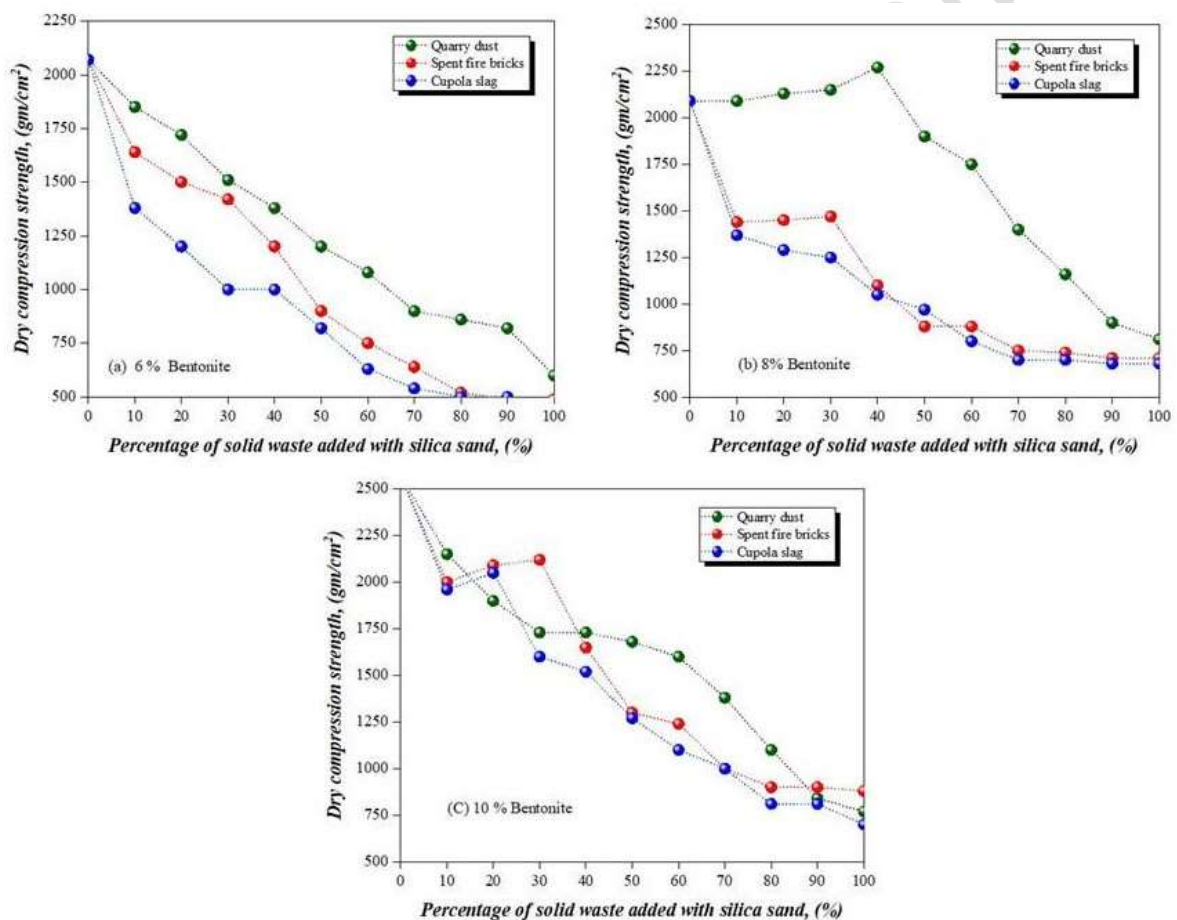 2250
2000
1750
1500
1250
1000
750
500
Dry compression strength, (gm/cm²)
Quarry dust
Spent fire bricks
Cupola slag
(a) 6 % Bentonite
0 10 20 30 40 50 60 70 80 90 100
Percentage of solid waste added with silica sand, (%)
2500
2250
2000
1750
1500
1250
1000
750
500
Dry compression strength, (gm/cm²)
Quarry dust
Spent fire bricks
Cupola slag
(b) 8% Bentonite
0 10 20 30 40 50 60 70 80 90 100
Percentage of solid waste added with silica sand, (%)
2500
2250
2000
1750
1500
1250
1000
750
500
Dry compression strength, (gm/cm²)
Quarry dust
Spent fire bricks
Cupola slag
(C) 10 % Bentonite
0 10 20 30 40 50 60 70 80 90 100
Percentage of solid waste added with silica sand, (%)